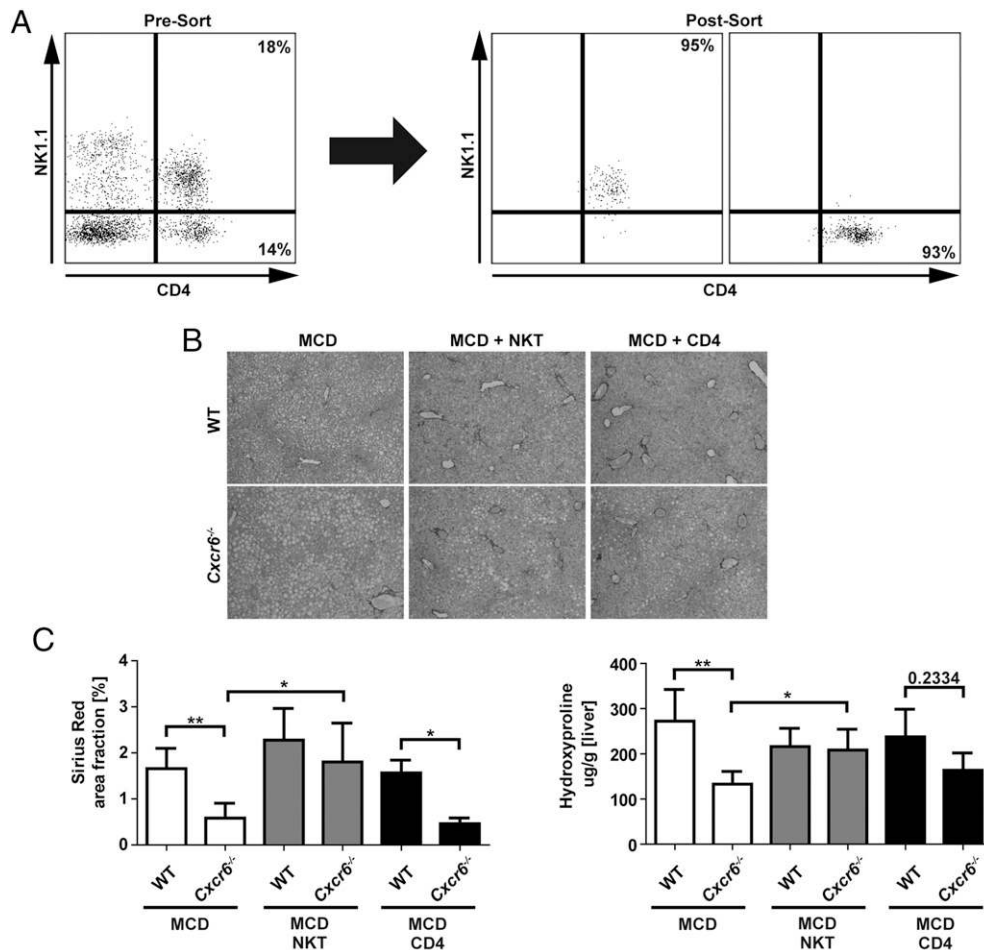 A
Pre-Sort
Post-Sort
NK1.1
18%
14%
CD4
NK1.1
95%
93%
CD4
B
MCD
MCD + NKT
MCD + CD4
WT
Cxcr6-/-
C
Sirius Red
area fraction [%]
4
3
2
1
0
**
*
*
WT
Cxcr6-/-
WT
Cxcr6-/-
WT
Cxcr6-/-
MCD
MCD
NKT
MCD
CD4
Hydroxyproline
ug/g [liver]
400
300
200
100
0
**
*
0.2334
WT
Cxcr6-/-
WT
Cxcr6-/-
WT
Cxcr6-/-
MCD
MCD
NKT
MCD
CD4